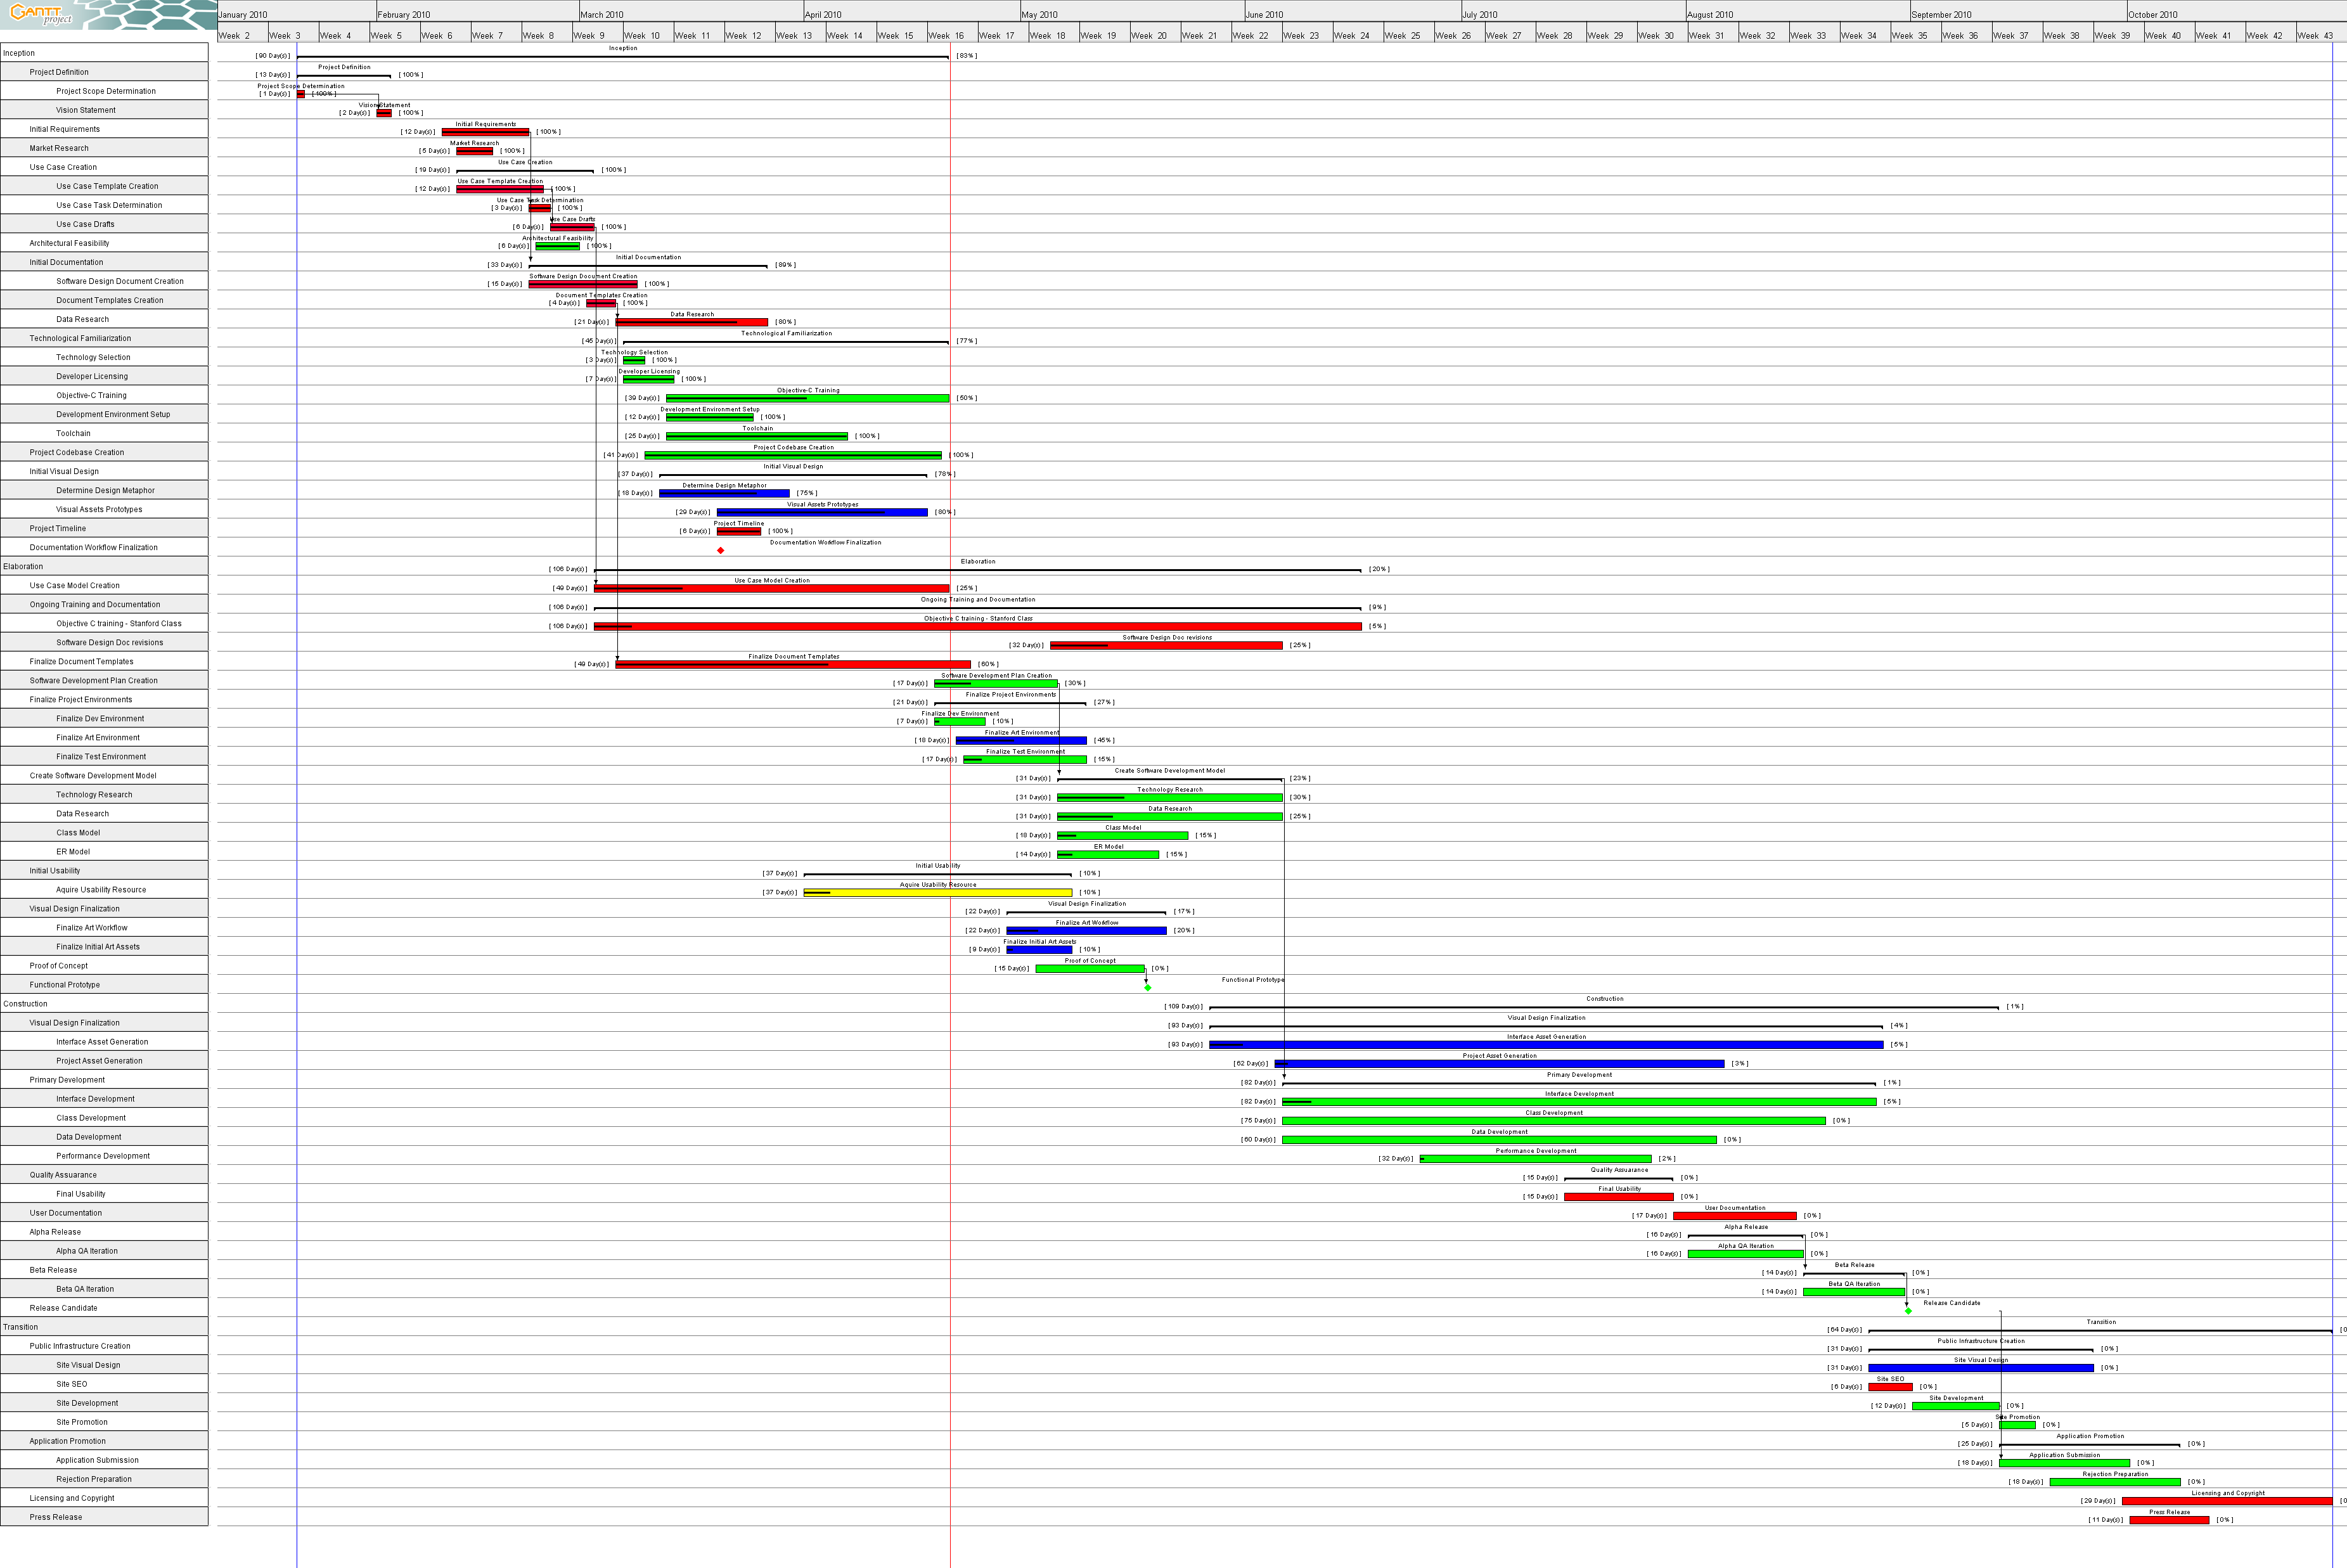 GANTT project
January 2010 February 2010 March 2010 April 2010 May 2010 June 2010 July 2010 August 2010 September 2010 October 2010
Week 2 Week 3 Week 4 Week 5 Week 6 Week 7 Week 8 Week 9 Week 10 Week 11 Week 12 Week 13 Week 14 Week 15 Week 16 Week 17 Week 18 Week 19 Week 20 Week 21 Week 22 Week 23 Week 24 Week 25 Week 26 Week 27 Week 28 Week 29 Week 30 Week 31 Week 32 Week 33 Week 34 Week 35 Week 36 Week 37 Week 38 Week 39 Week 40 Week 41 Week 42 Week 43
Inception [ 90 Day(s) ] Inception [ 83% ]
Project Definition [ 13 Day(s) ] Project Definition [ 100% ]
Project Scope Determination [ 1 Day(s) ] Project Scope Determination [ 100% ]
Vision Statement [ 2 Day(s) ] Vision Statement [ 100% ]
Initial Requirements [ 12 Day(s) ] Initial Requirements [ 100% ]
Market Research [ 5 Day(s) ] Market Research [ 100% ]
Use Case Creation [ 19 Day(s) ] Use Case Creation [ 100% ]
Use Case Template Creation [ 12 Day(s) ] Use Case Template Creation [ 100% ]
Use Case Task Determination [ 3 Day(s) ] Use Case Task Determination [ 100% ]
Use Case Drafts [ 6 Day(s) ] Use Case Drafts [ 100% ]
Architectural Feasibility [ 6 Day(s) ] Architectural Feasibility [ 100% ]
Initial Documentation [ 33 Day(s) ] Initial Documentation [ 89% ]
Software Design Document Creation [ 15 Day(s) ] Software Design Document Creation [ 100% ]
Document Templates Creation [ 4 Day(s) ] Document Templates Creation [ 100% ]
Data Research [ 21 Day(s) ] Data Research [ 80% ]
Technological Familiarization [ 45 Day(s) ] Technological Familiarization [ 77% ]
Technology Selection [ 3 Day(s) ] Technology Selection [ 100% ]
Developer Licensing [ 7 Day(s) ] Developer Licensing [ 100% ]
Objective-C Training [ 39 Day(s) ] Objective-C Training [ 50% ]
Development Environment Setup [ 12 Day(s) ] Development Environment Setup [ 100% ]
Toolchain [ 25 Day(s) ] Toolchain [ 100% ]
Project Codebase Creation [ 41 Day(s) ] Project Codebase Creation [ 100% ]
Initial Visual Design [ 37 Day(s) ] Initial Visual Design [ 78% ]
Determine Design Metaphor [ 18 Day(s) ] Determine Design Metaphor [ 75% ]
Visual Assets Prototypes [ 29 Day(s) ] Visual Assets Prototypes [ 80% ]
Project Timeline [ 6 Day(s) ] Project Timeline [ 100% ]
Documentation Workflow Finalization Documentation Workflow Finalization
Elaboration [ 106 Day(s) ] Elaboration [ 20% ]
Use Case Model Creation [ 49 Day(s) ] Use Case Model Creation [ 25% ]
Ongoing Training and Documentation [ 106 Day(s) ] Ongoing Training and Documentation [ 9% ]
Objective C training - Stanford Class [ 106 Day(s) ] Objective C training - Stanford Class [ 5% ]
Software Design Doc revisions [ 32 Day(s) ] Software Design Doc revisions [ 25% ]
Finalize Document Templates [ 49 Day(s) ] Finalize Document Templates [ 60% ]
Software Development Plan Creation [ 17 Day(s) ] Software Development Plan Creation [ 30% ]
Finalize Project Environments [ 21 Day(s) ] Finalize Project Environments [ 27% ]
Finalize Dev Environment [ 7 Day(s) ] Finalize Dev Environment [ 10% ]
Finalize Art Environment [ 18 Day(s) ] Finalize Art Environment [ 45% ]
Finalize Test Environment [ 17 Day(s) ] Finalize Test Environment [ 15% ]
Create Software Development Model [ 31 Day(s) ] Create Software Development Model [ 23% ]
Technology Research [ 31 Day(s) ] Technology Research [ 30% ]
Data Research [ 31 Day(s) ] Data Research [ 25% ]
Class Model [ 18 Day(s) ] Class Model [ 15% ]
ER Model [ 14 Day(s) ] ER Model [ 15% ]
Initial Usability [ 37 Day(s) ] Initial Usability [ 10% ]
Aquire Usability Resource [ 37 Day(s) ] Aquire Usability Resource [ 10% ]
Visual Design Finalization [ 22 Day(s) ] Visual Design Finalization [ 17% ]
Finalize Art Workflow [ 22 Day(s) ] Finalize Art Workflow [ 20% ]
Finalize Initial Art Assets [ 9 Day(s) ] Finalize Initial Art Assets [ 10% ]
Proof of Concept [ 15 Day(s) ] Proof of Concept [ 0% ]
Functional Prototype Functional Prototype
Construction [ 109 Day(s) ] Construction [ 1% ]
Visual Design Finalization [ 93 Day(s) ] Visual Design Finalization [ 4% ]
Interface Asset Generation [ 93 Day(s) ] Interface Asset Generation [ 5% ]
Project Asset Generation [ 62 Day(s) ] Project Asset Generation [ 3% ]
Primary Development [ 82 Day(s) ] Primary Development [ 1% ]
Interface Development [ 82 Day(s) ] Interface Development [ 5% ]
Class Development [ 75 Day(s) ] Class Development [ 0% ]
Data Development [ 60 Day(s) ] Data Development [ 0% ]
Performance Development [ 32 Day(s) ] Performance Development [ 2% ]
Quality Assuarance [ 15 Day(s) ] Quality Assuarance [ 0% ]
Final Usability [ 15 Day(s) ] Final Usability [ 0% ]
User Documentation [ 17 Day(s) ] User Documentation [ 0% ]
Alpha Release [ 16 Day(s) ] Alpha Release [ 0% ]
Alpha QA Iteration [ 16 Day(s) ] Alpha QA Iteration [ 0% ]
Beta Release [ 14 Day(s) ] Beta Release [ 0% ]
Beta QA Iteration [ 14 Day(s) ] Beta QA Iteration [ 0% ]
Release Candidate Release Candidate
Transition [ 64 Day(s) ] Transition [ 0
Public Infrastructure Creation [ 31 Day(s) ] Public Infrastructure Creation [ 0% ]
Site Visual Design [ 31 Day(s) ] Site Visual Design [ 0% ]
Site SEO [ 6 Day(s) ] Site SEO [ 0% ]
Site Development [ 12 Day(s) ] Site Development [ 0% ]
Site Promotion [ 5 Day(s) ] Site Promotion [ 0% ]
Application Promotion [ 25 Day(s) ] Application Promotion [ 0% ]
Application Submission [ 18 Day(s) ] Application Submission [ 0% ]
Rejection Preparation [ 18 Day(s) ] Rejection Preparation [ 0% ]
Licensing and Copyright [ 29 Day(s) ] Licensing and Copyright [ 0
Press Release [ 11 Day(s) ] Press Release [ 0% ]